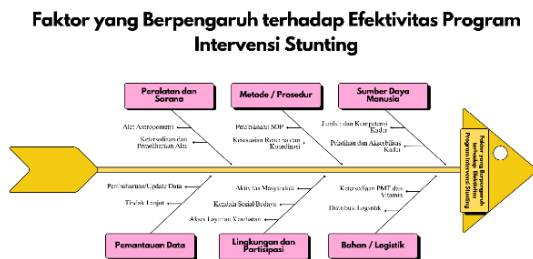 Faktor yang Berpengaruh terhadap Efektivitas Program
Intervensi Stunting
Peralatan dan
Sarana
Metode / Prosedur
Sumber Daya
Manusia
Alat Antropometri
Ketersediaan dan
Pemeliharaan Alat
Pelaksanaan SOP
Kesesuaian Rencana dan
Koordinasi
Jumlah dan Kompetensi
Kader
Pelatihan dan Akuntabilitas
Kader
Faktor yang Berpengaruh
terhadap Efektivitas
Program Intervensi Stunting
Pembaharuan/Update Data
Tindak Lanjut
Aktivitas Masyarakat
Kendala Sosial Budaya
Akses Layanan Kesehatan
Ketersediaan PMT dan
Vitamin
Distribusi Logistik
Pemantauan Data
Lingkungan dan
Partisipasi
Bahan / Logistik